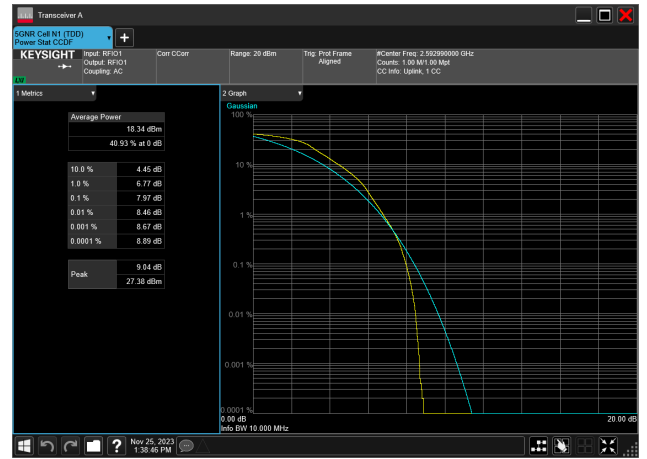 Transceiver A
5GNR Cell N1 (TDD)
Power Stat CCDF
KEYSIGHT
Input: RFIO1
Output: RFIO1
Coupling: AC
Corr CCorr
Range: 20 dBm
Trig: Prot Frame
Aligned
#Center Freq: 2.592990000 GHz
Counts: 1.00 M/1.00 Mpt
CC Info: Uplink, 1 CC
LXI
1 Metrics
Average Power
18.34 dBm
40.93 % at 0 dB
10.0 % 4.45 dB
1.0 % 6.77 dB
0.1 % 7.97 dB
0.01 % 8.46 dB
0.001 % 8.67 dB
0.0001 % 8.89 dB
Peak
9.04 dB
27.38 dBm
2 Graph
Gaussian
100 %
10 %
1 %
0.1 %
0.01 %
0.001 %
0.0001 %
0.00 dB
20.00 dB
Info BW 10.000 MHz
Nov 25, 2023
1:38:46 PM